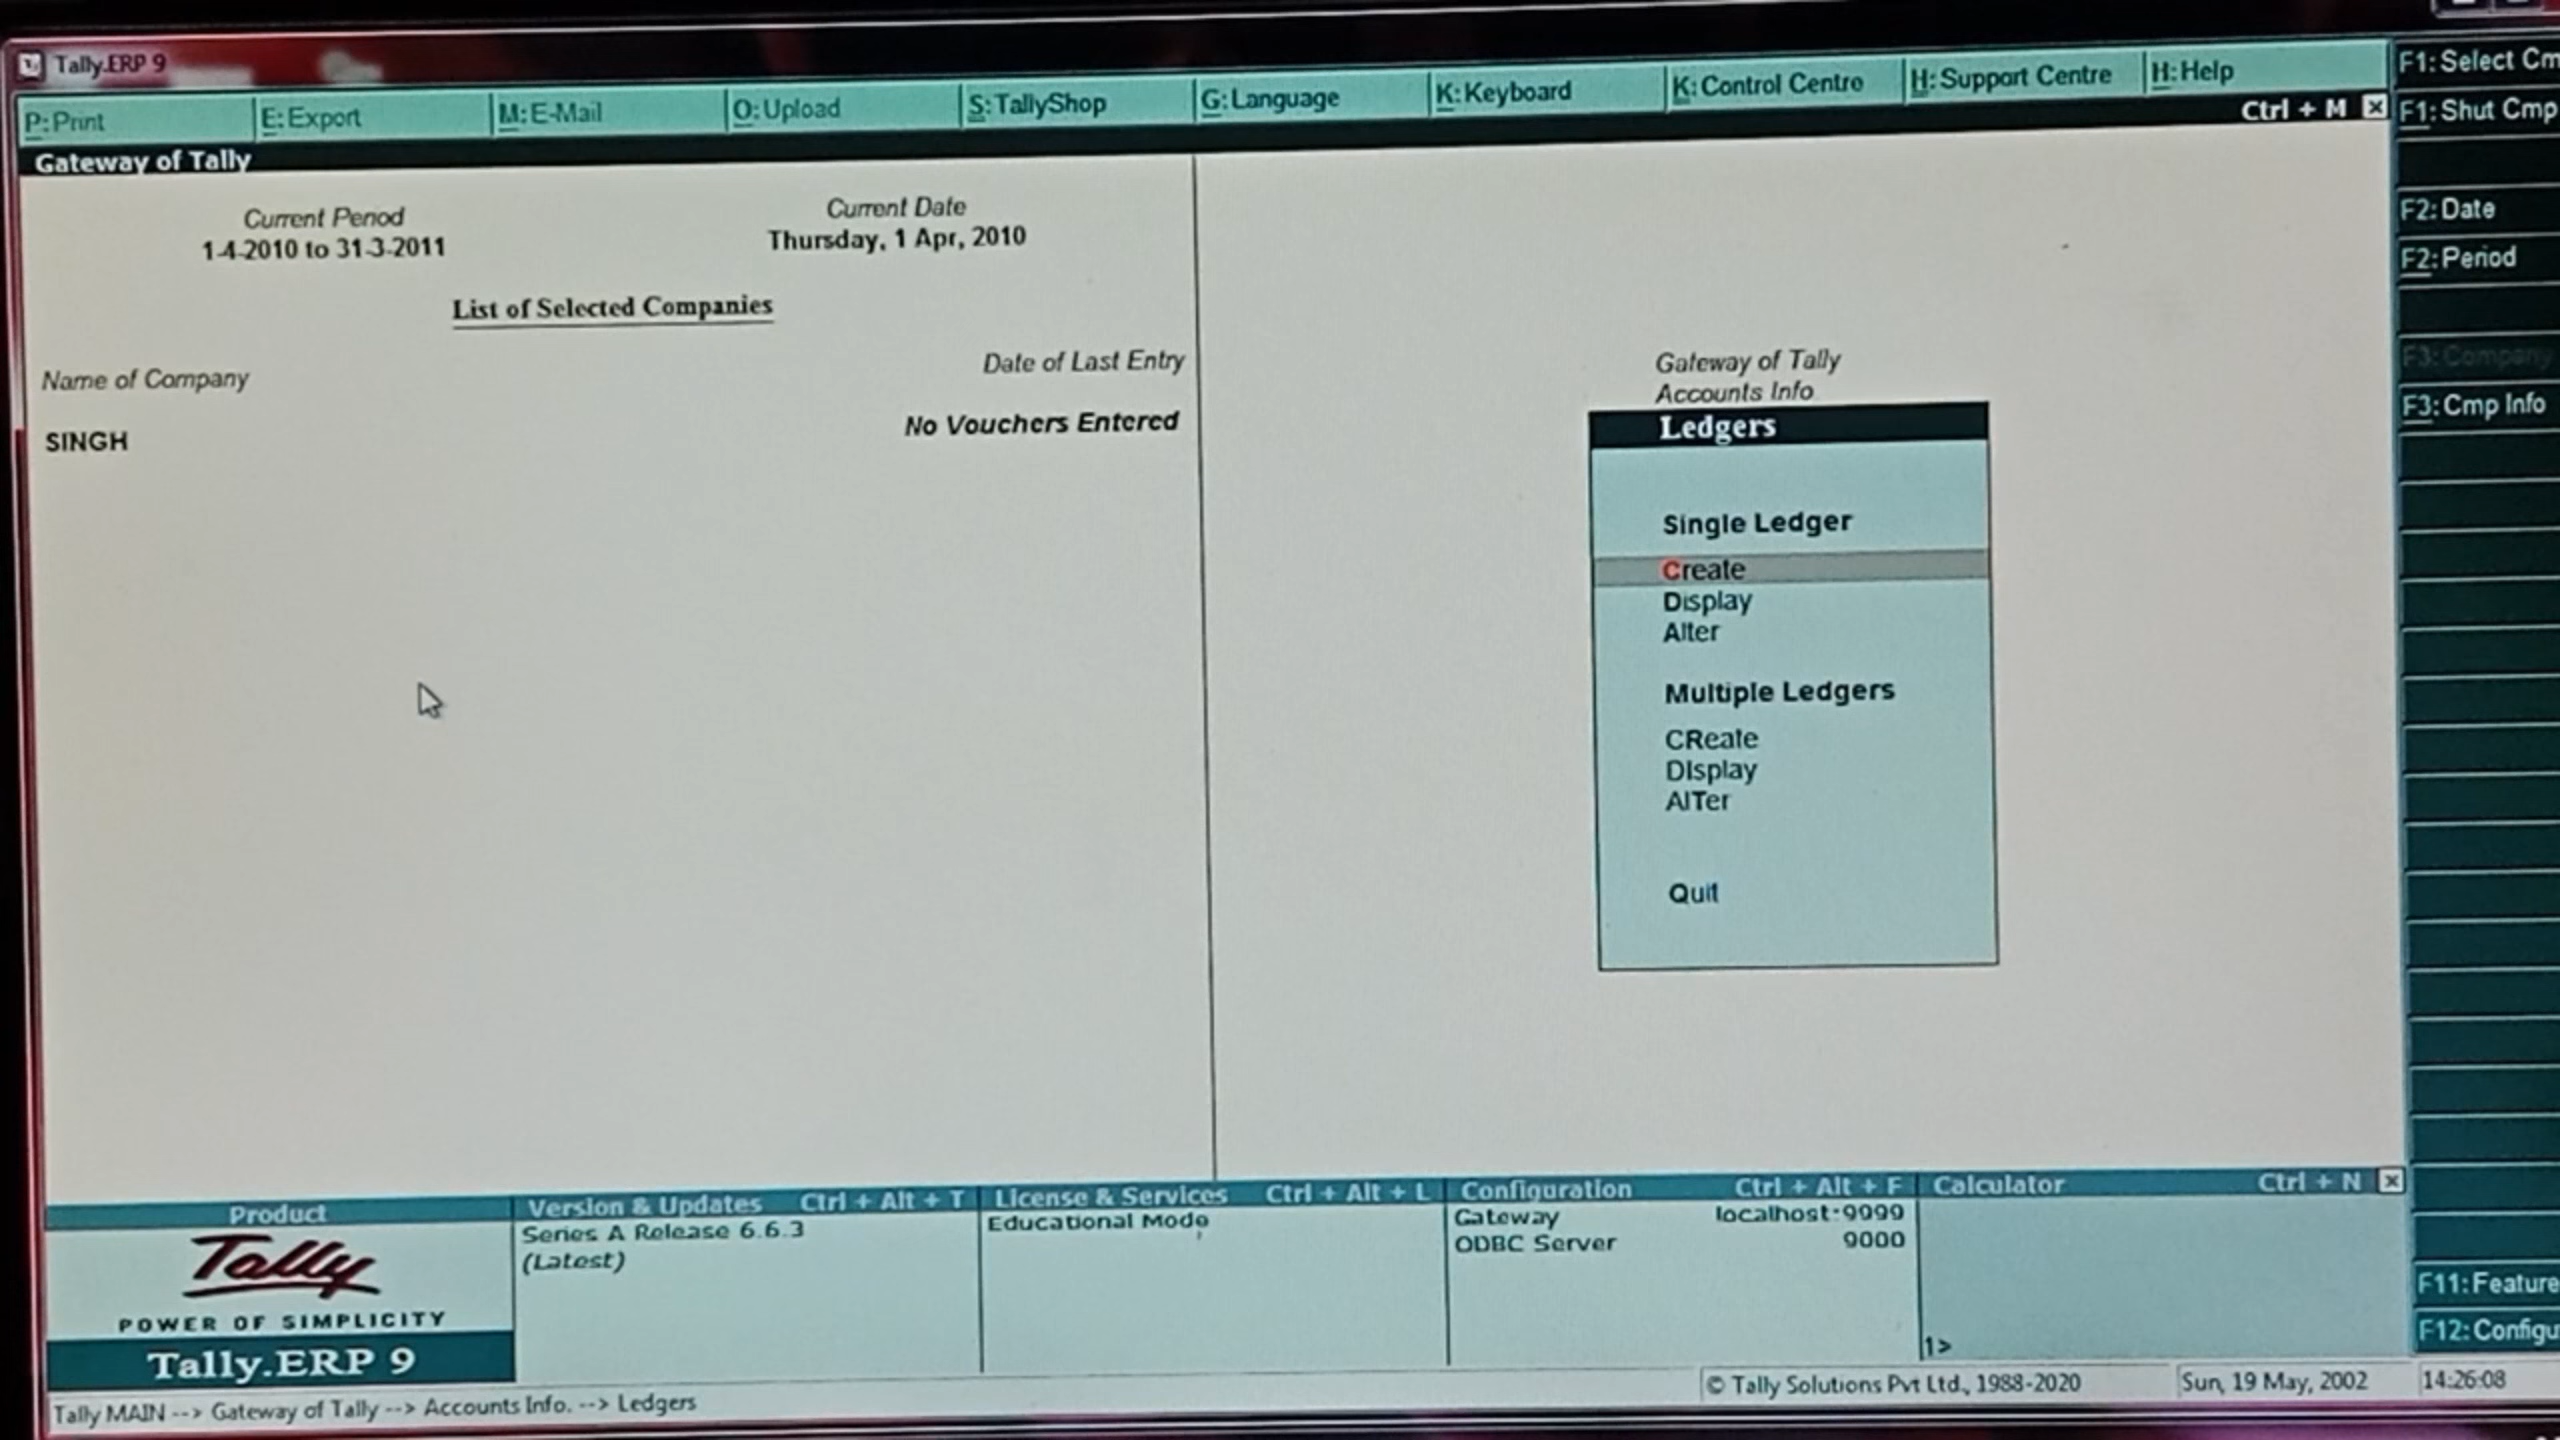 Tally.ERP 9
P: Print
E: Export
M: E-Mail
O: Upload
S: TallyShop
G: Language
K: Keyboard
K: Control Centre
H: Support Centre
H: Help
F1: Select Cm
Gateway of Tally
Ctrl + M
F1: Shut Cmp
Current Period
1-4-2010 to 31-3-2011
Current Date
Thursday, 1 Apr, 2010
F2: Date
F2: Period
List of Selected Companies
Name of Company
Date of Last Entry
SINGH
No Vouchers Entered
F3: Company
F3: Cmp Info
Gateway of Tally
Accounts Info
Ledgers
Single Ledger
Create
Display
Alter
Multiple Ledgers
CReate
DIsplay
AlTer
Quit
Product
Tally
POWER OF SIMPLICITY
Tally.ERP 9
Version & Updates Ctrl + Alt + T
Series A Release 6.6.3
(Latest)
License & Services Ctrl + Alt + L
Educational Mode
Configuration Ctrl + Alt + F
Gateway localhost:9999
ODBC Server 9000
Calculator Ctrl + N
1>
F11: Feature
F12: Configu
Tally MAIN --> Gateway of Tally --> Accounts Info. --> Ledgers
© Tally Solutions Pvt Ltd., 1988-2020
Sun, 19 May, 2002
14:26:08